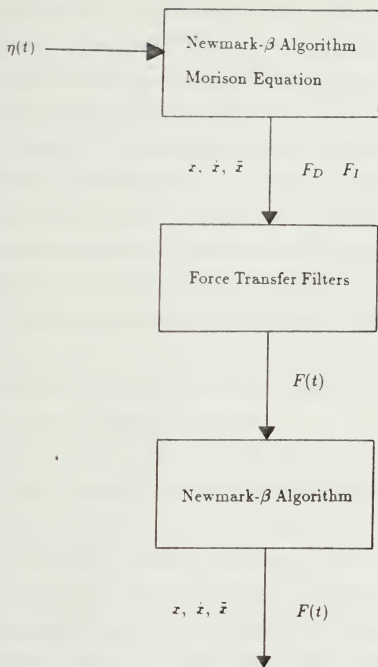 η(t)
Newmark-β Algorithm
Morison Equation
x, ẋ, ẍ F_D F_I
Force Transfer Filters
F(t)
Newmark-β Algorithm
x, ẋ, ẍ F(t)